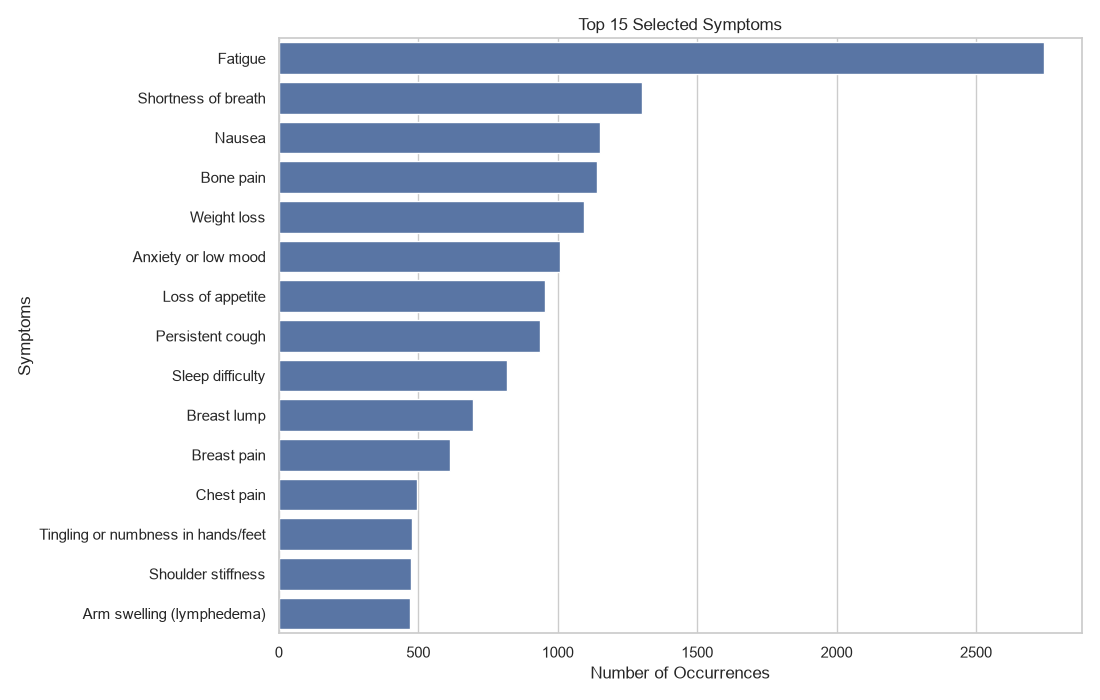 Top 15 Selected Symptoms
Symptoms
Fatigue
Shortness of breath
Nausea
Bone pain
Weight loss
Anxiety or low mood
Loss of appetite
Persistent cough
Sleep difficulty
Breast lump
Breast pain
Chest pain
Tingling or numbness in hands/feet
Shoulder stiffness
Arm swelling (lymphedema)
0 500 1000 1500 2000 2500
Number of Occurrences